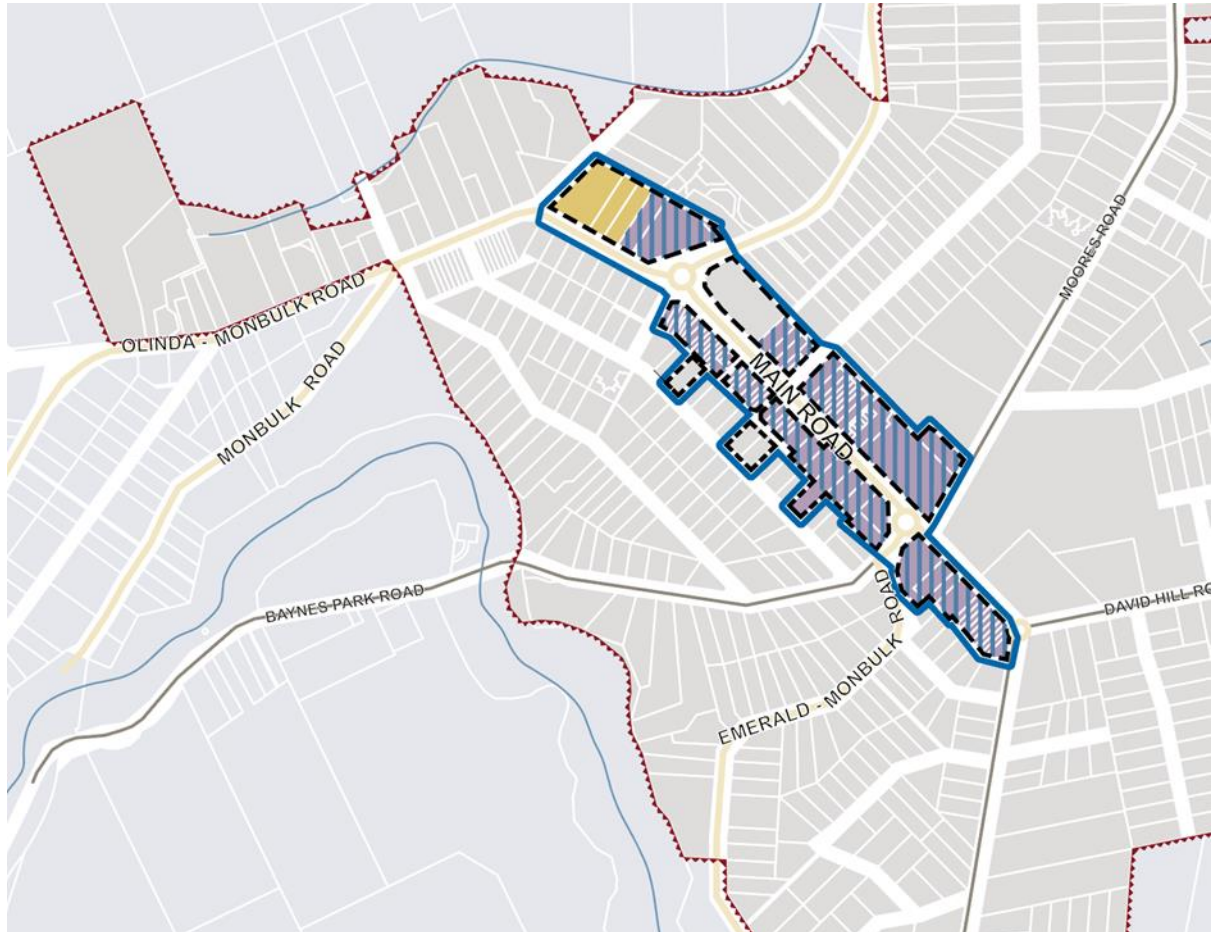 MOORES ROAD
OLINDA - MONBULK ROAD
MONBULK ROAD
MAIN ROAD
BAYNES PARK ROAD
DAVID HILL RO
EMERALD - MONBULK ROAD